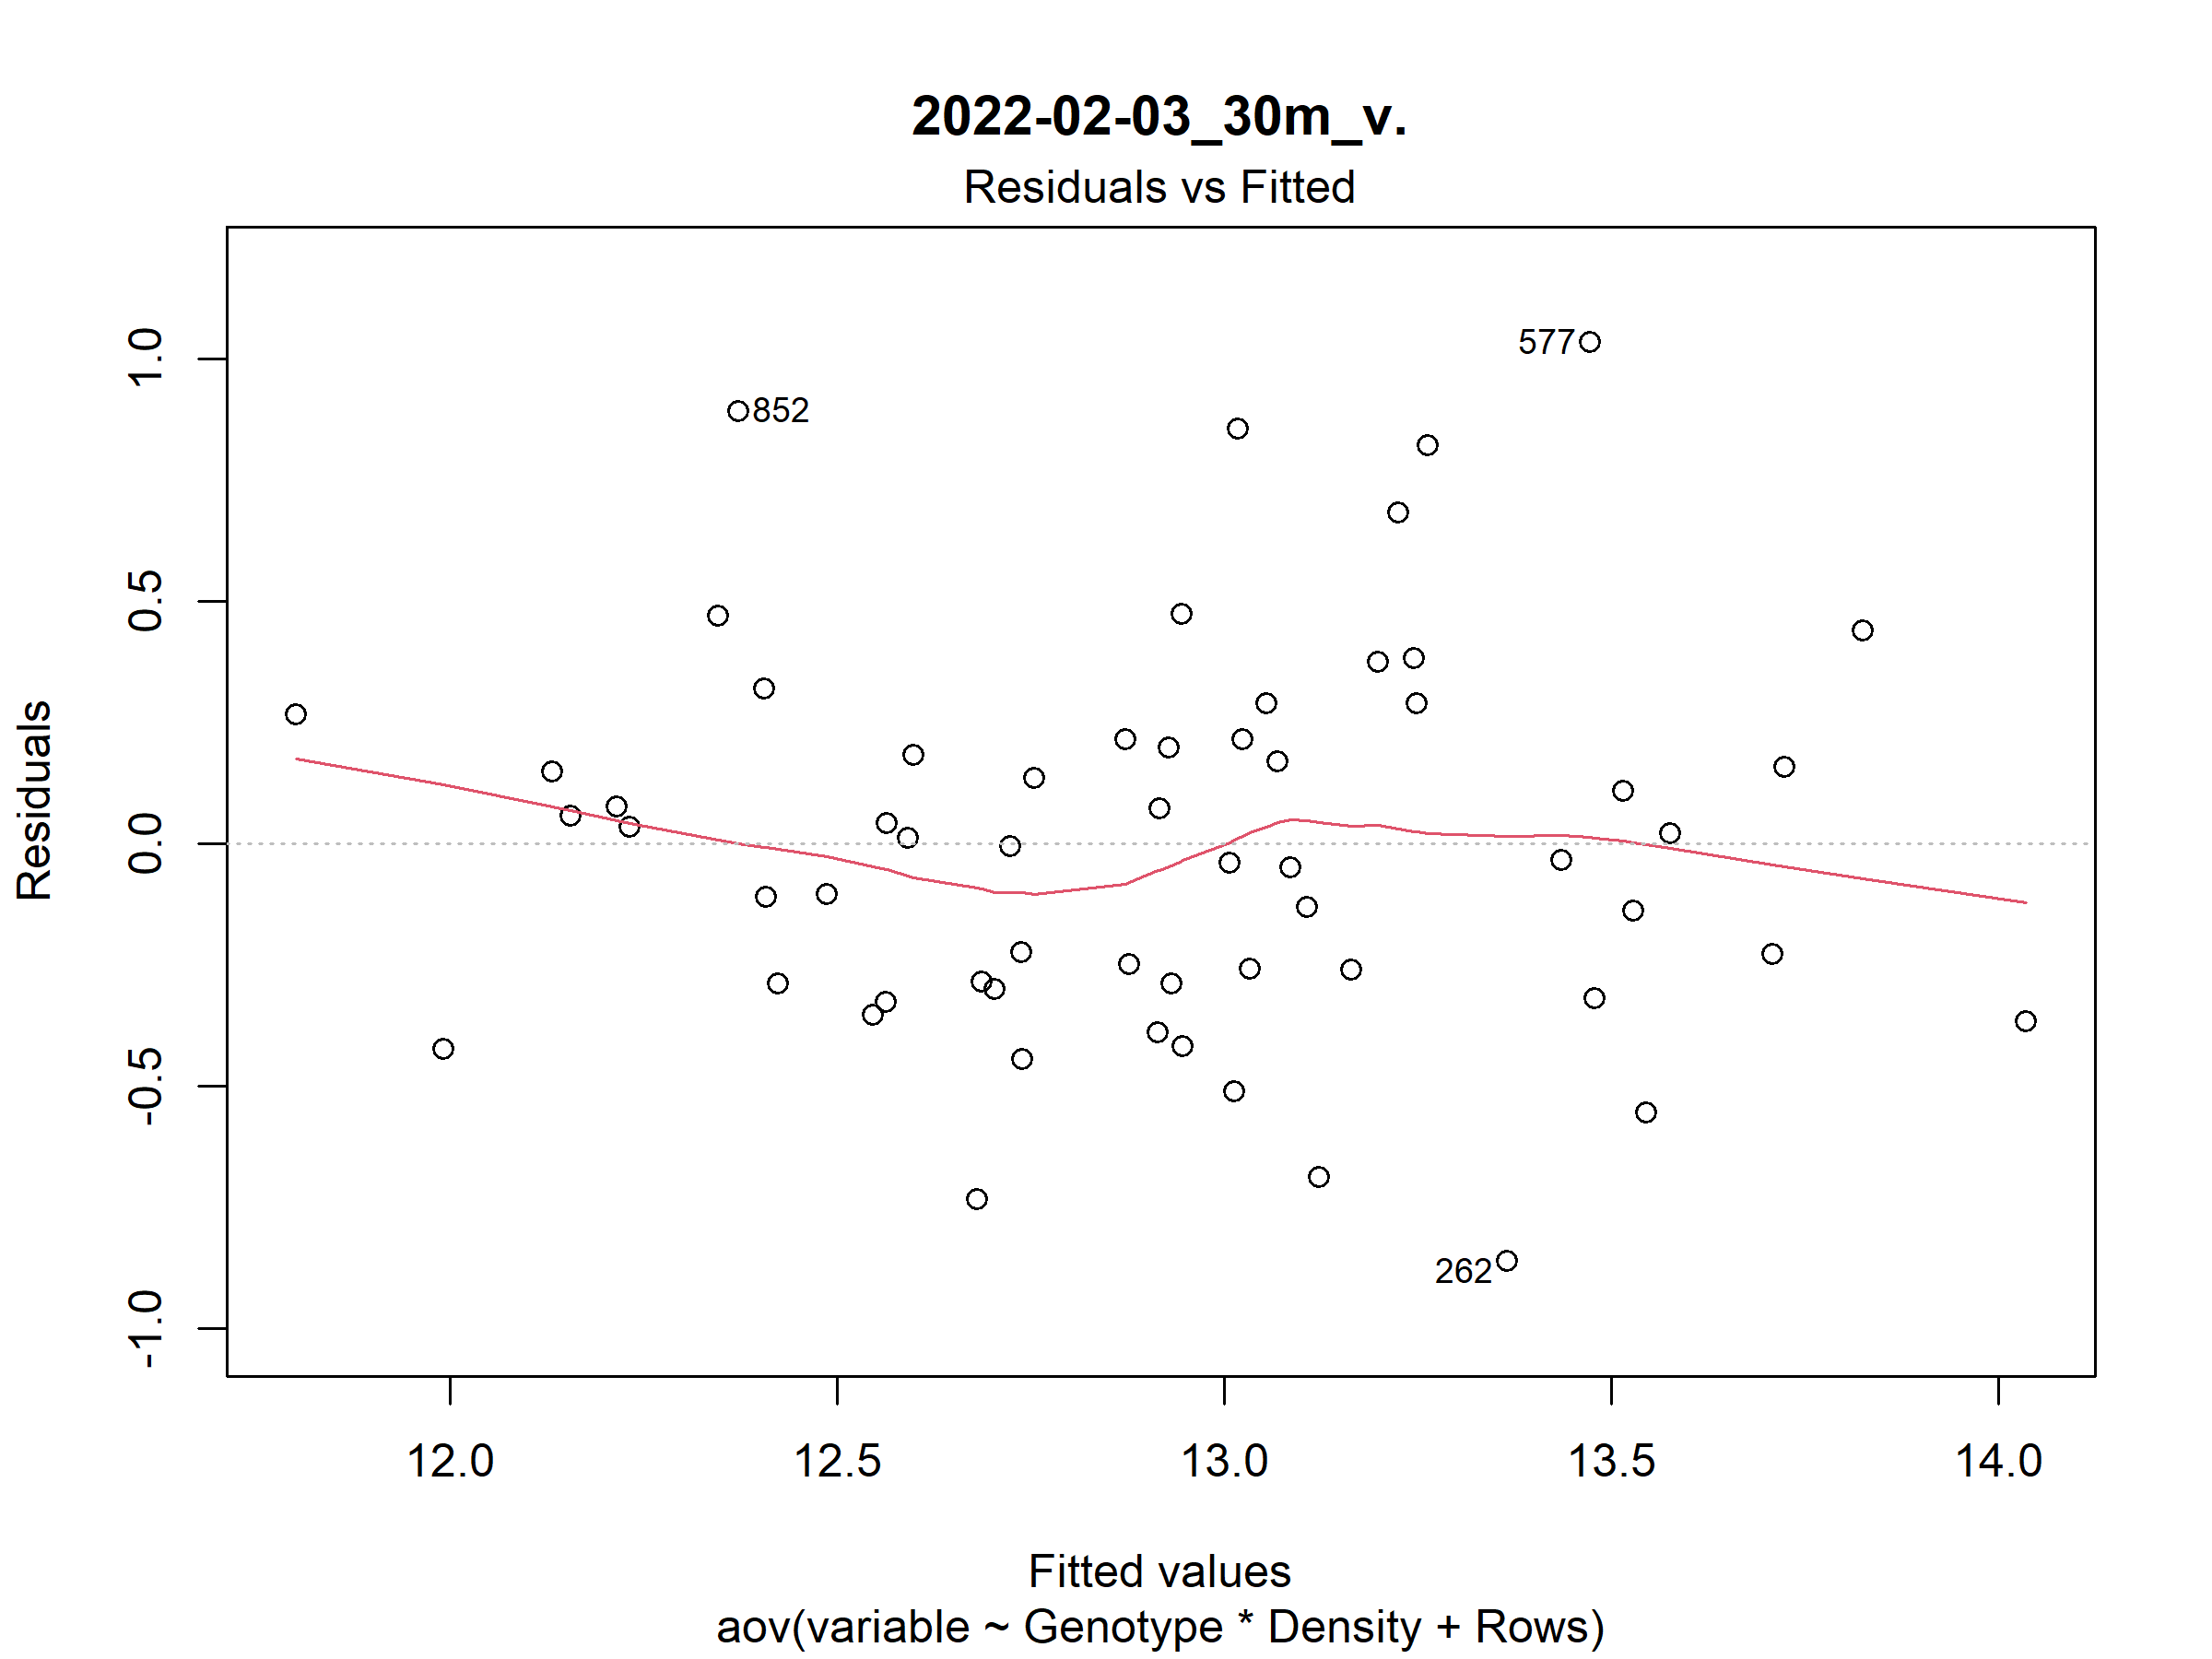 2022-02-03_30m_v.
Residuals vs Fitted
577
852
262
Residuals
1.0
0.5
0.0
-0.5
-1.0
12.0 12.5 13.0 13.5 14.0
Fitted values
aov(variable ~ Genotype * Density + Rows)